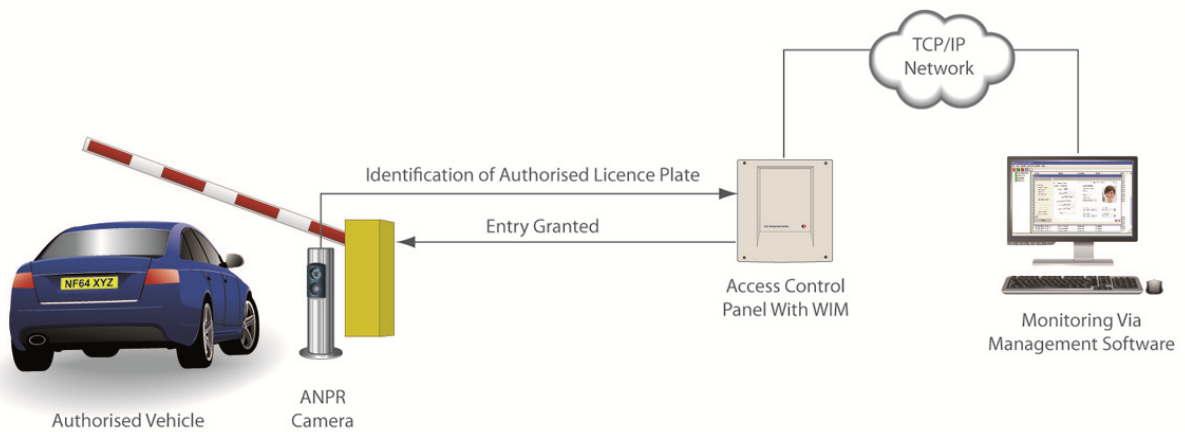 TCP/IP
Network
Identification of Authorised Licence Plate
Entry Granted
NF64 XYZ
Access Control
Panel With WIM
Monitoring Via
Management Software
ANPR
Camera
Authorised Vehicle